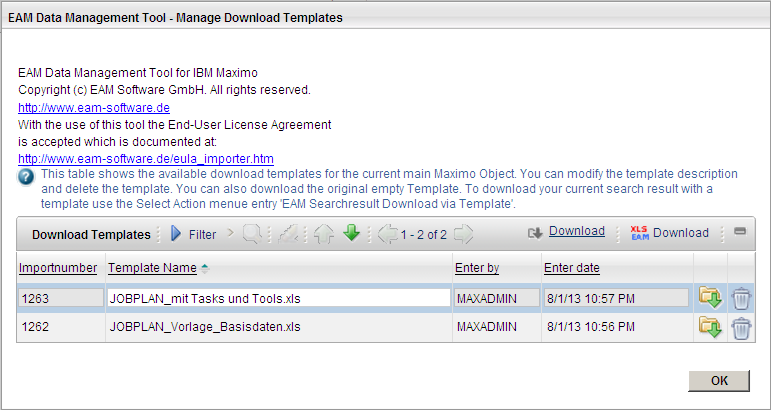 EAM Data Management Tool - Manage Download Templates
EAM Data Management Tool for IBM Maximo
Copyright (c) EAM Software GmbH. All rights reserved.
http://www.eam-software.de
With the use of this tool the End-User License Agreement
is accepted which is documented at:
http://www.eam-software.de/eula_importer.htm
This table shows the available download templates for the current main Maximo Object. You can modify the template description
and delete the template. You can also download the original empty Template. To download your current search result with a
template use the Select Action menue entry 'EAM Searchresult Download via Template'.
Download Templates Filter 1 - 2 of 2 Download XLS EAM Download
Importnumber Template Name Enter by Enter date
1263 JOBPLAN_mit Tasks und Tools.xls MAXADMIN 8/1/13 10:57 PM
1262 JOBPLAN_Vorlage_Basisdaten.xls MAXADMIN 8/1/13 10:56 PM
OK